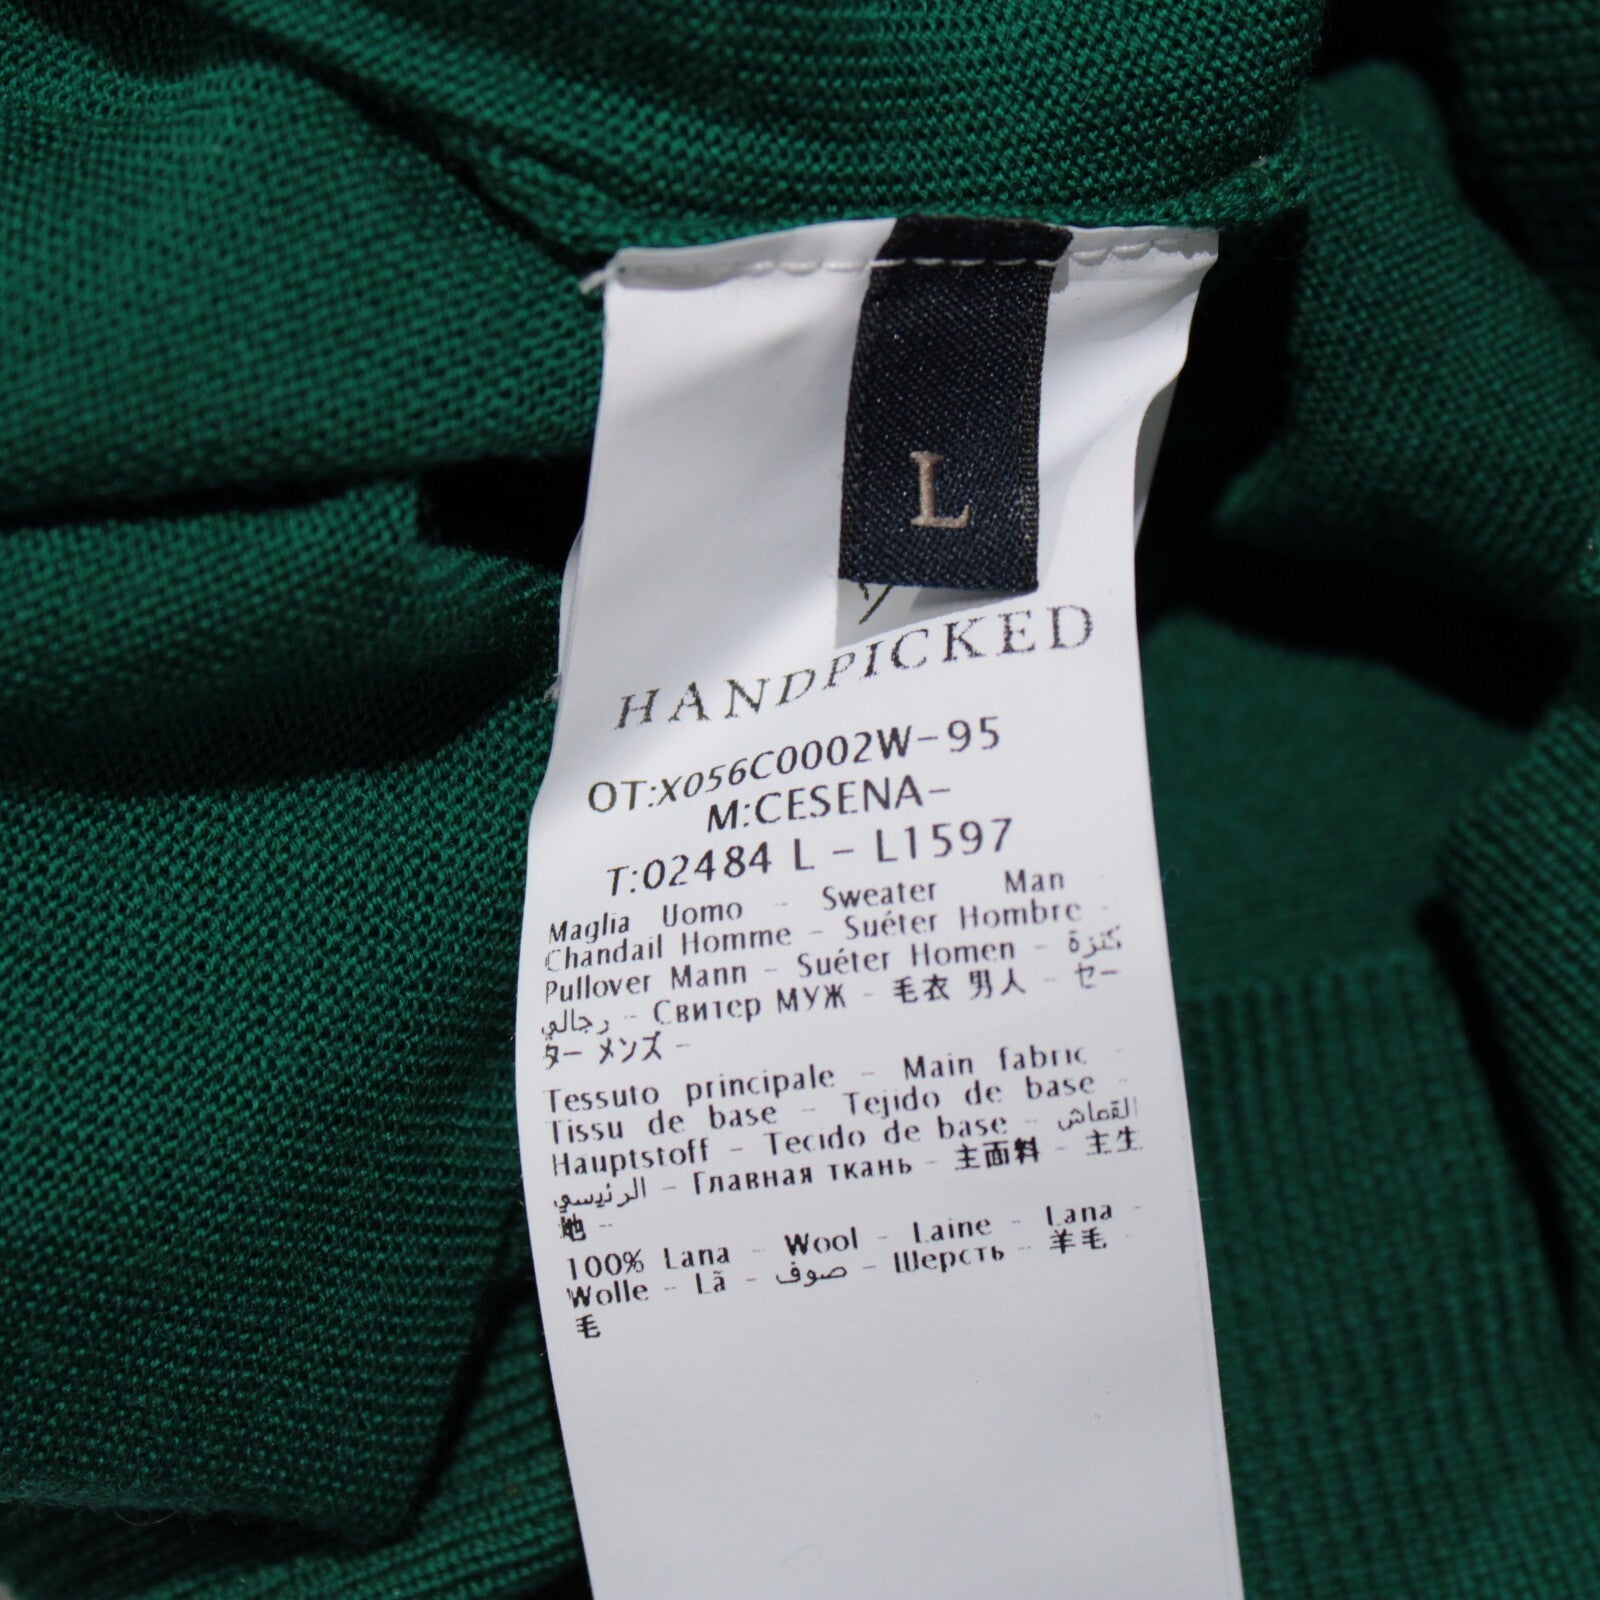 L
HANDPICKED
OT:X056C0002W-95
M:CESENA-
T:02484 L - L1597
Maglia Uomo - Sweater Man -
Chandail Homme - Suéter Hombre -
Pullover Mann - Suéter Homen - كنزة
رجالي - Свитер МУЖ - 毛衣 男人 - セー
ター メンズ -
Tessuto principale - Main fabric -
Tissu de base - Tejido de base -
Hauptstoff - Tecido de base - القماش
الرئيسي - Главная ткань - 主面料 - 主生
地 -
100% Lana - Wool - Laine - Lana -
Wolle - Lã - صوف - Шерсть - 羊毛 -
毛